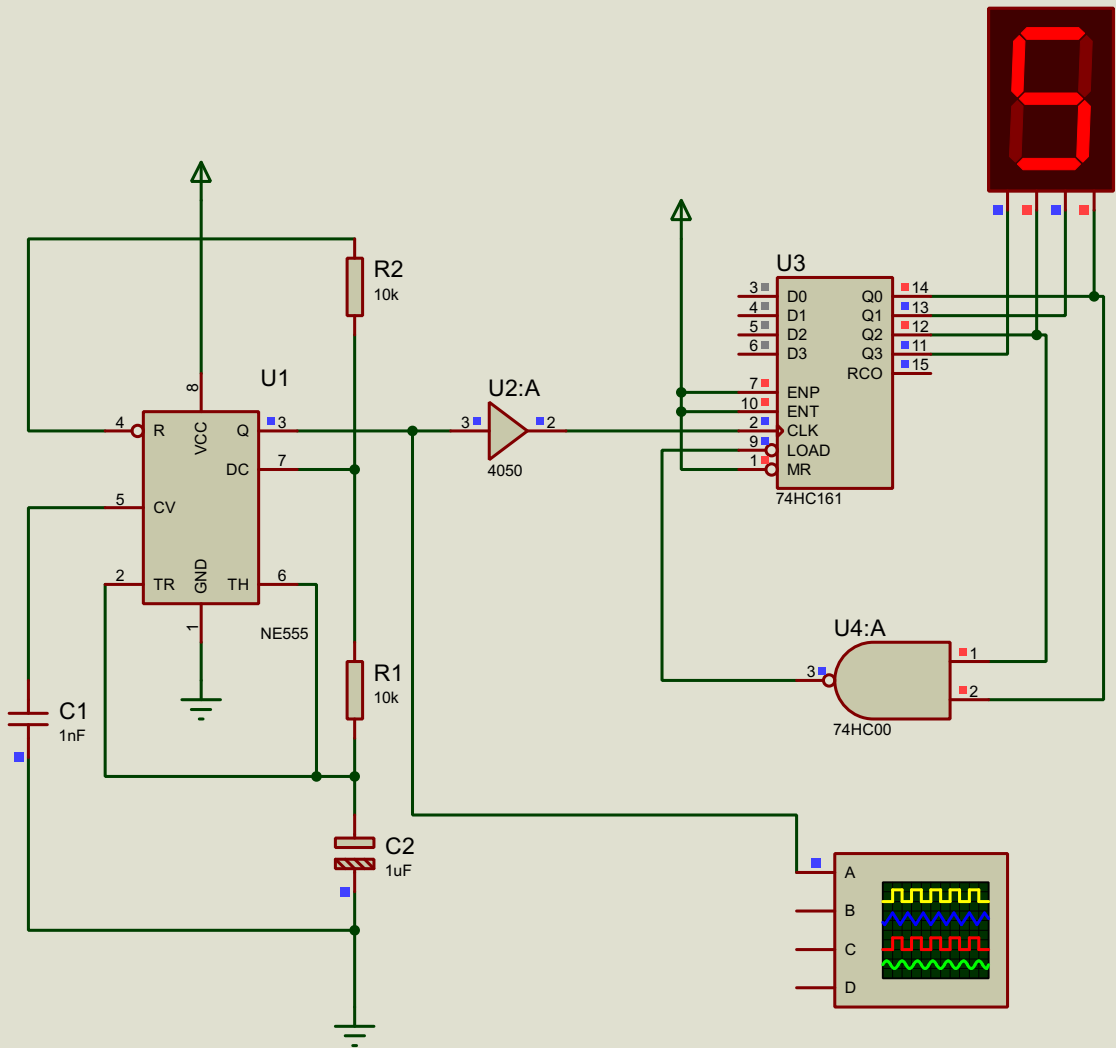 R2
10k
U1
8
VCC
4
R
Q
3
DC
7
5
CV
2
TR
GND
TH
6
1
NE555
R1
10k
C1
1nF
C2
1uF
U2:A
3
2
4050
U3
3
D0
Q0
14
4
D1
Q1
13
5
D2
Q2
12
6
D3
Q3
11
RCO
15
7
ENP
10
ENT
2
CLK
9
LOAD
1
MR
74HC161
5
U4:A
3
1
2
74HC00
A
B
C
D